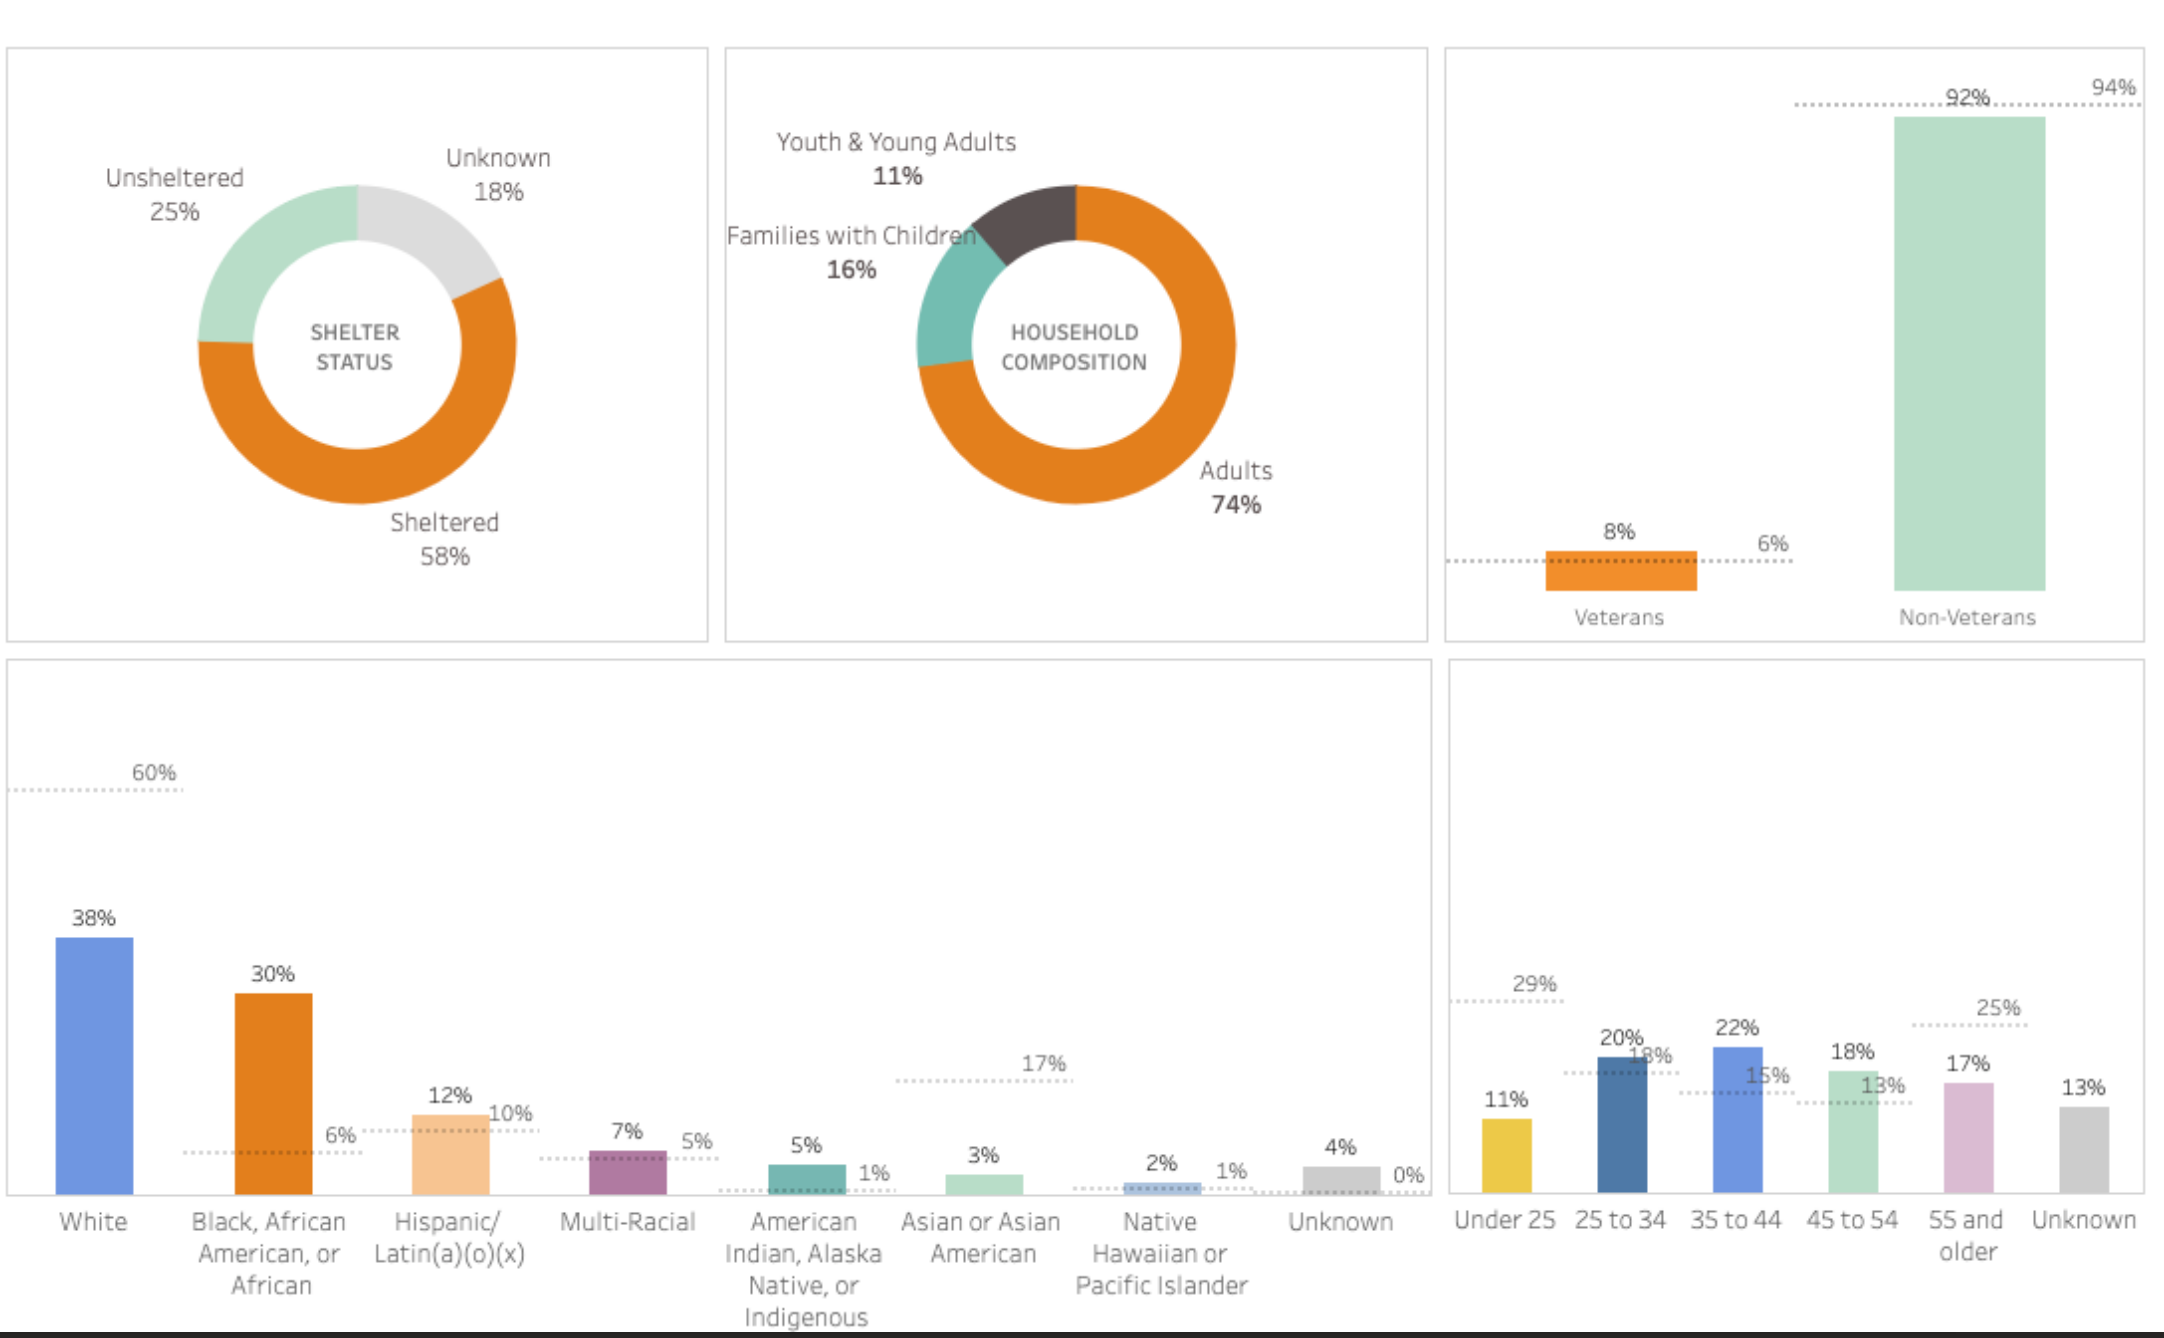 Unsheltered
25%
Unknown
18%
SHELTER
STATUS
Sheltered
58%
Youth & Young Adults
11%
Families with Children
16%
HOUSEHOLD
COMPOSITION
Adults
74%
94%
92%
8%
6%
Veterans
Non-Veterans
60%
38%
30%
6%
12%
10%
7%
5%
5%
1%
17%
3%
2%
1%
4%
0%
White
Black, African
American, or
African
Hispanic/
Latin(a)(o)(x)
Multi-Racial
American
Indian, Alaska
Native, or
Indigenous
Asian or Asian
American
Native
Hawaiian or
Pacific Islander
Unknown
29%
11%
20%
18%
22%
15%
18%
13%
25%
17%
13%
Under 25
25 to 34
35 to 44
45 to 54
55 and
older
Unknown